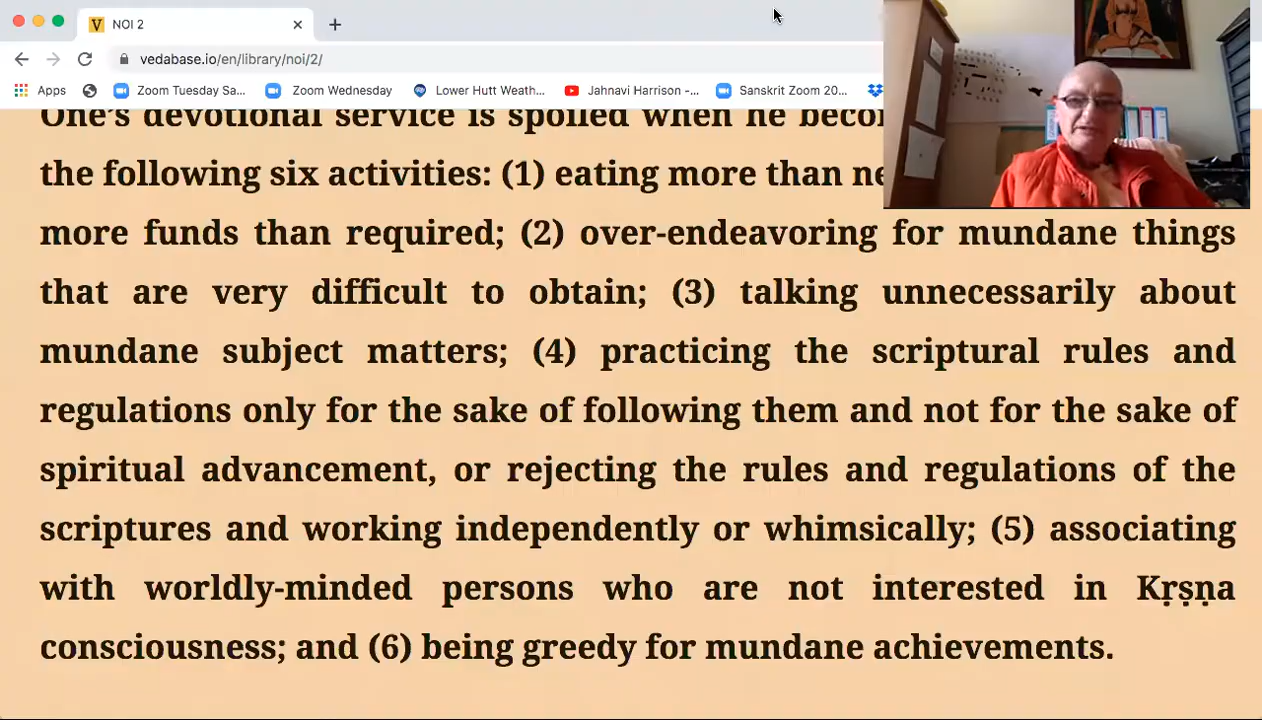 NOI 2
vedabase.io/en/library/noi/2/
Apps Zoom Tuesday Sa... Zoom Wednesday Lower Hutt Weath... Jahnavi Harrison -... Sanskrit Zoom 20...
One's devotional service is spoiled when he
the following six activities: (1) eating more than
more funds than required; (2) over-endeavoring for mundane things
that are very difficult to obtain; (3) talking unnecessarily about
mundane subject matters; (4) practicing the scriptural rules and
regulations only for the sake of following them and not for the sake of
spiritual advancement, or rejecting the rules and regulations of the
scriptures and working independently or whimsically; (5) associating
with worldly-minded persons who are not interested in Kṛṣṇa
consciousness; and (6) being greedy for mundane achievements.